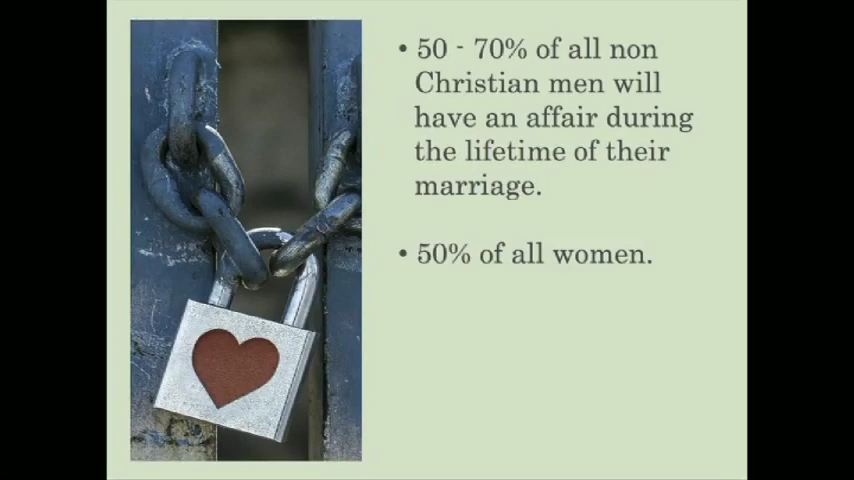 • 50 - 70% of all non
Christian men will
have an affair during
the lifetime of their
marriage.
• 50% of all women.